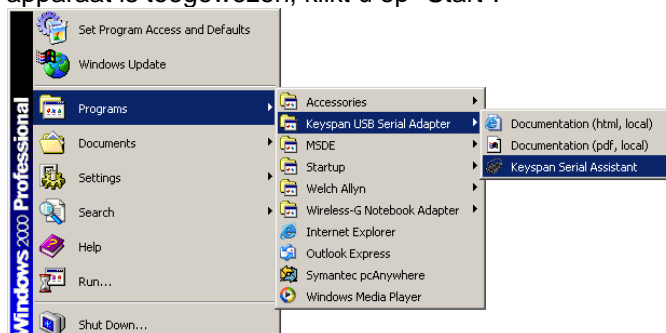 apparaat is toegewezen, klikt u op "Start".
Set Program Access and Defaults
Windows Update
Programs
Documents
Settings
Search
Help
Run...
Shut Down...
Windows 2000 Professional
Accessories
Keyspan USB Serial Adapter
MSDE
Startup
Welch Allyn
Wireless-G Notebook Adapter
Internet Explorer
Outlook Express
Symantec pcAnywhere
Windows Media Player
Documentation (html, local)
Documentation (pdf, local)
Keyspan Serial Assistant